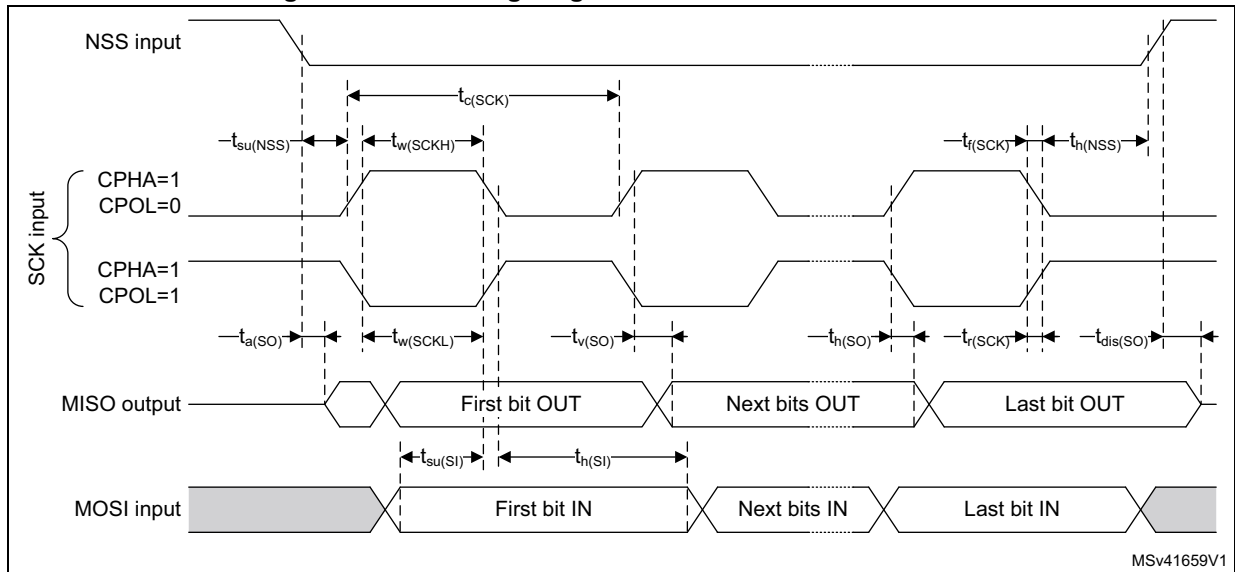 NSS input
tc(SCK)
tsu(NSS)
tw(SCKH)
tf(SCK)
th(NSS)
SCK input
CPHA=1
CPOL=0
CPHA=1
CPOL=1
ta(SO)
tw(SCKL)
tv(SO)
th(SO)
tr(SCK)
tdis(SO)
MISO output
First bit OUT
Next bits OUT
Last bit OUT
tsu(SI)
th(SI)
MOSI input
First bit IN
Next bits IN
Last bit IN
MSv41659V1